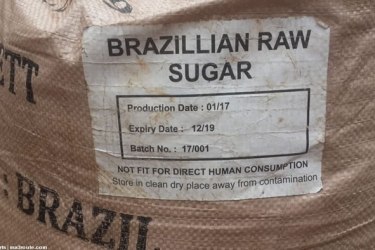 BRAZILLIAN RAW
SUGAR
Production Date : 01/17
Expiry Date : 12/19
Batch No. : 17/001
NOT FIT FOR DIRECT HUMAN CONSUMPTION
Store in clean dry place away from contamination
ETT
: BRAZIL